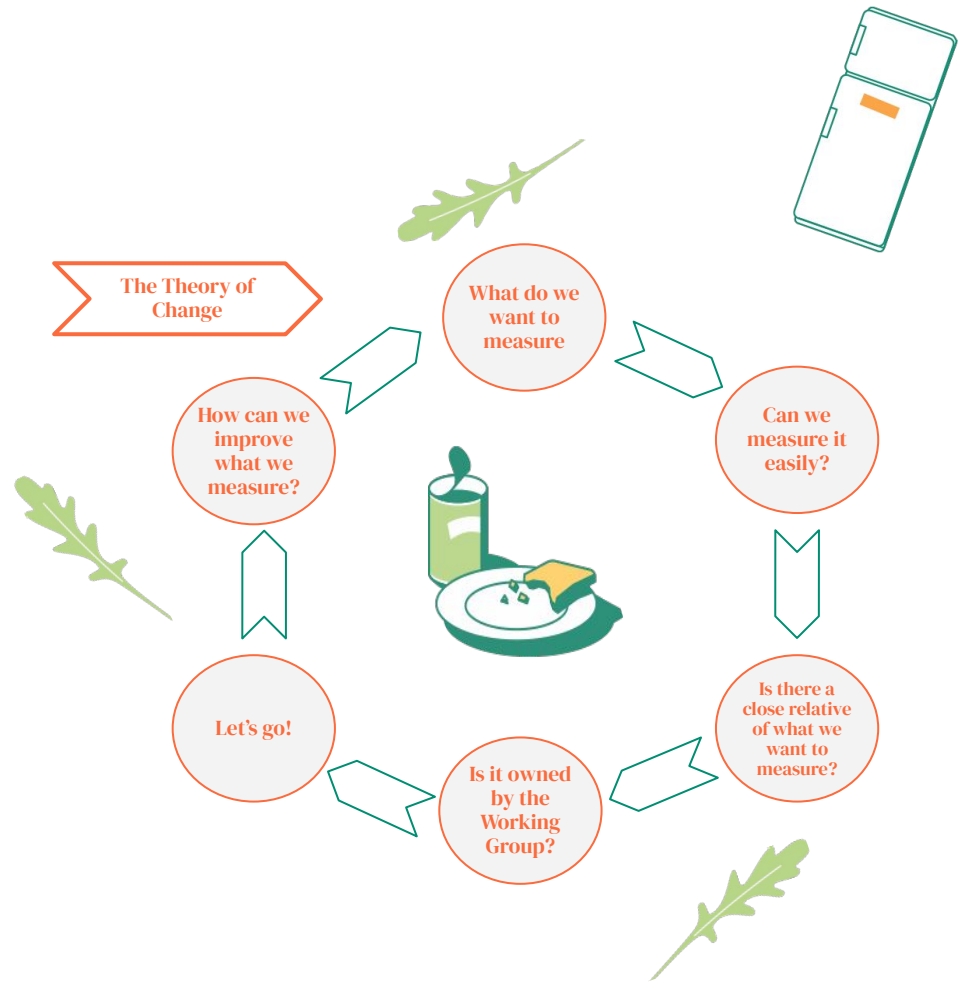 The Theory of
Change
What do we
want to
measure
Can we
measure it
easily?
Is there a
close relative
of what we
want to
measure?
Is it owned
by the
Working
Group?
Let's go!
How can we
improve
what we
measure?